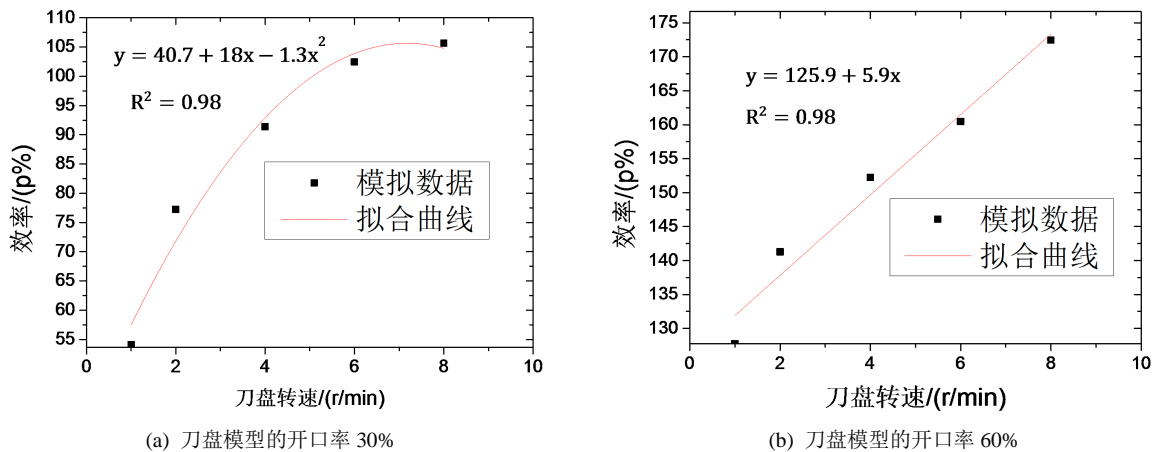 110
105
100
95
90
85
80
75
70
65
60
55
效率/(p%)
y = 40.7 + 18x − 1.3x²
R² = 0.98
模拟数据
拟合曲线
0 2 4 6 8 10
刀盘转速/(r/min)
(a) 刀盘模型的开口率 30%
175
170
165
160
155
150
145
140
135
130
效率/(p%)
y = 125.9 + 5.9x
R² = 0.98
模拟数据
拟合曲线
0 2 4 6 8 10
刀盘转速/(r/min)
(b) 刀盘模型的开口率 60%